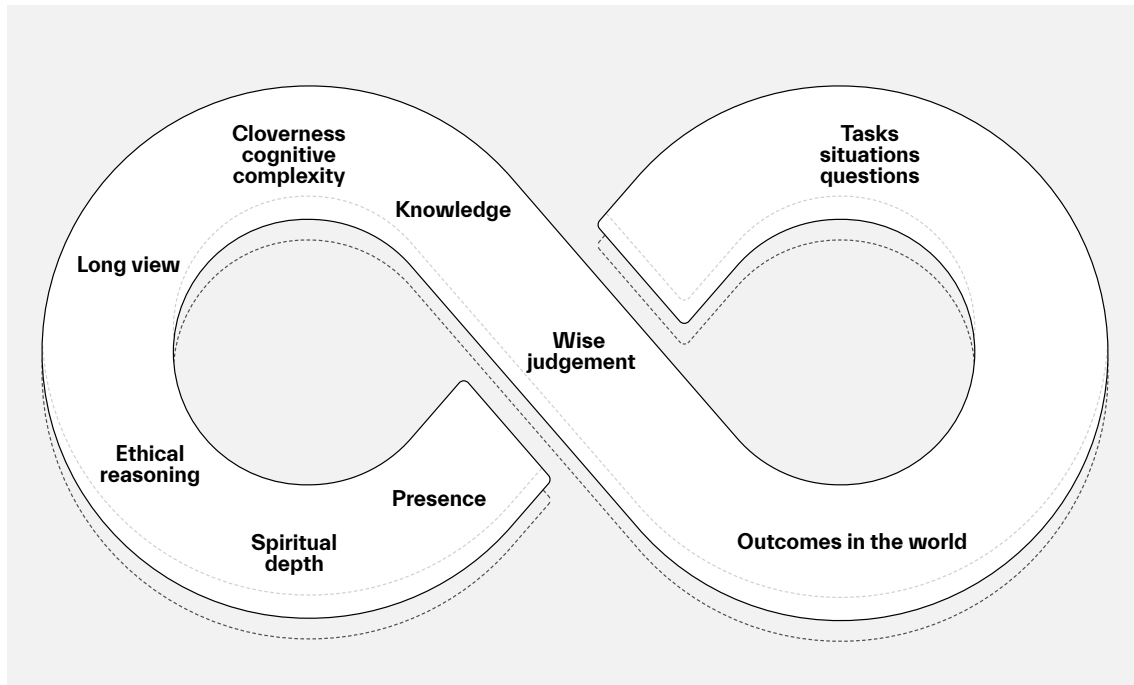 Cloverness
cognitive
complexity
Knowledge
Long view
Ethical
reasoning
Spiritual
depth
Presence
Wise
judgement
Tasks
situations
questions
Outcomes in the world